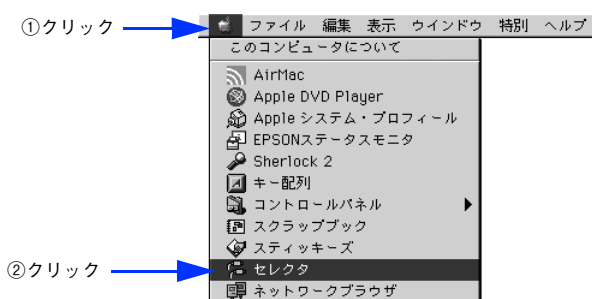 ①クリック
ファイル 編集 表示 ウインドウ 特別 ヘルプ
このコンピュータについて
AirMac
Apple DVD Player
Apple システム・プロフィール
EPSONステータスモニタ
Sherlock 2
キー配列
コントロールパネル
スクラップブック
スティッキーズ
②クリック
セレクタ
ネットワークブラウザ